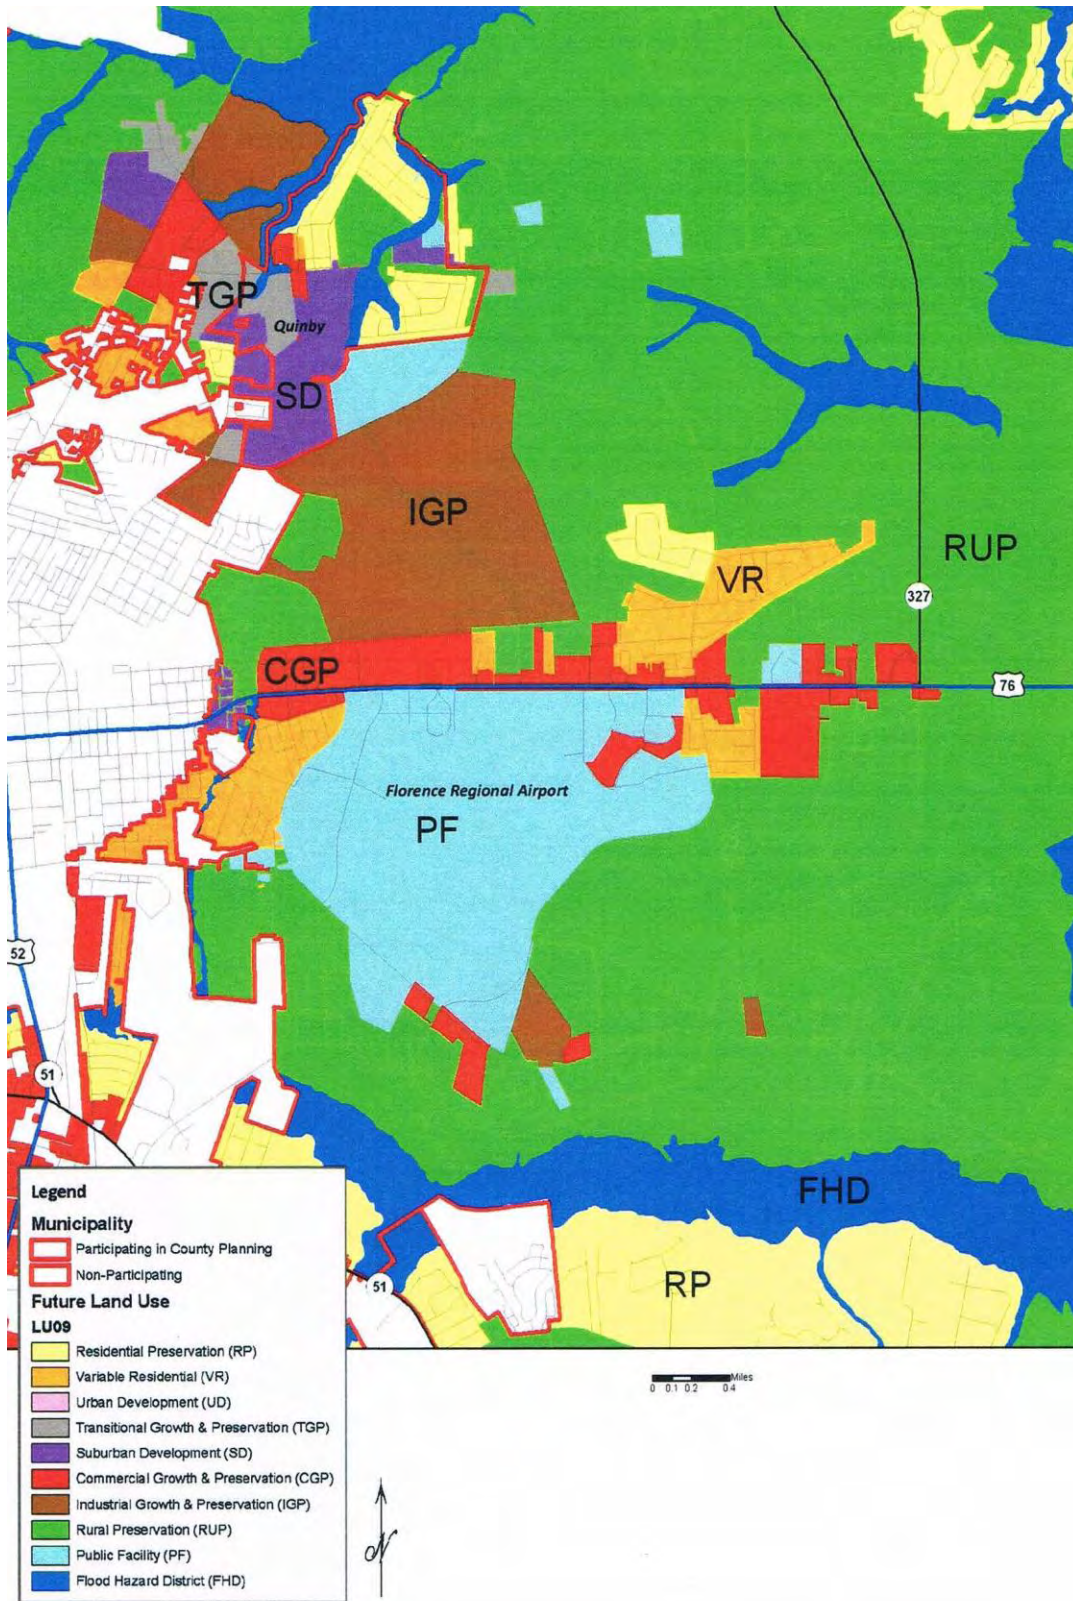 TGP
Quinby
SD
IGP
RUP
VR
327
CGP
76
Florence Regional Airport
PF
52
51
FHD
51
RP
Legend
Municipality
Participating in County Planning
Non-Participating
Future Land Use
LU09
Residential Preservation (RP)
Variable Residential (VR)
Urban Development (UD)
Transitional Growth & Preservation (TGP)
Suburban Development (SD)
Commercial Growth & Preservation (CGP)
Industrial Growth & Preservation (IGP)
Rural Preservation (RUP)
Public Facility (PF)
Flood Hazard District (FHD)
Miles
0 0.1 0.2 0.4
N